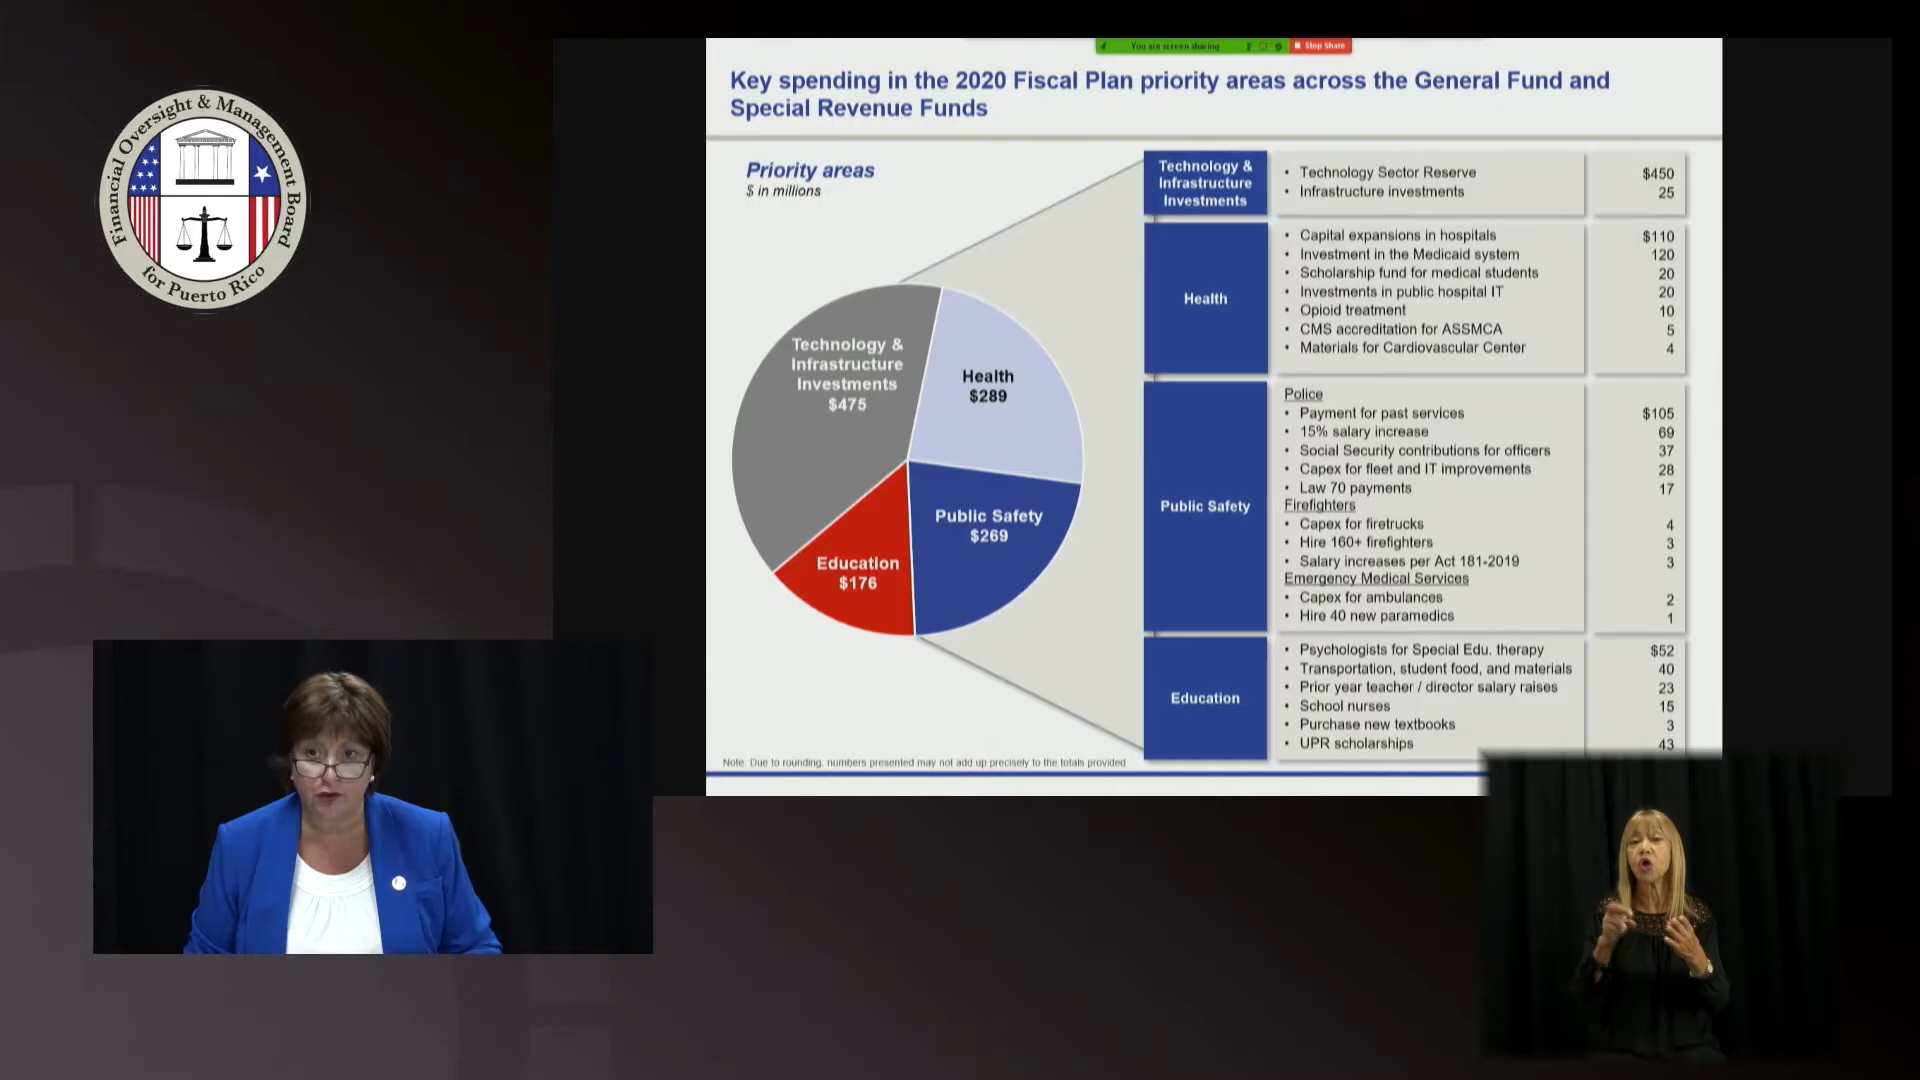 Financial Oversight & Management Board
for Puerto Rico
You are screen sharing
Stop Share
Key spending in the 2020 Fiscal Plan priority areas across the General Fund and
Special Revenue Funds
Priority areas
$ in millions
Technology &
Infrastructure
Investments
$475
Health
$289
Public Safety
$269
Education
$176
Technology &
Infrastructure
Investments
• Technology Sector Reserve $450
• Infrastructure investments 25
Health
• Capital expansions in hospitals $110
• Investment in the Medicaid system 120
• Scholarship fund for medical students 20
• Investments in public hospital IT 20
• Opioid treatment 10
• CMS accreditation for ASSMCA 5
• Materials for Cardiovascular Center 4
Public Safety
Police
• Payment for past services $105
• 15% salary increase 69
• Social Security contributions for officers 37
• Capex for fleet and IT improvements 28
• Law 70 payments 17
Firefighters
• Capex for firetrucks 4
• Hire 160+ firefighters 3
• Salary increases per Act 181-2019 3
Emergency Medical Services
• Capex for ambulances 2
• Hire 40 new paramedics 1
Education
• Psychologists for Special Edu. therapy $52
• Transportation, student food, and materials 40
• Prior year teacher / director salary raises 23
• School nurses 15
• Purchase new textbooks 3
• UPR scholarships 43
Note: Due to rounding, numbers presented may not add up precisely to the totals provided